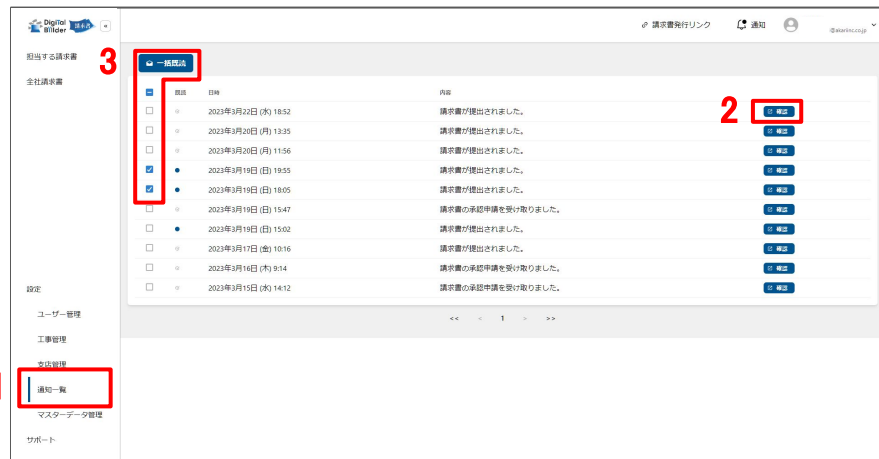 Digital Billder 請求書 «
請求書発行リンク 通知 @akariinc.co.jp
担当する請求書
全社請求書
3
一括既読
既読 日時 内容
2
2023年3月22日 (水) 18:52 請求書が提出されました。 確認
2023年3月20日 (月) 13:35 請求書が提出されました。 確認
2023年3月20日 (月) 11:56 請求書が提出されました。 確認
2023年3月19日 (日) 19:55 請求書が提出されました。 確認
2023年3月19日 (日) 18:05 請求書が提出されました。 確認
2023年3月19日 (日) 15:47 請求書の承認申請を受け取りました。 確認
2023年3月19日 (日) 15:02 請求書が提出されました。 確認
2023年3月17日 (金) 10:16 請求書が提出されました。 確認
2023年3月16日 (木) 9:14 請求書の承認申請を受け取りました。 確認
2023年3月15日 (水) 14:12 請求書の承認申請を受け取りました。 確認
<< < 1 > >>
設定
ユーザー管理
工事管理
支店管理
通知一覧
マスターデータ管理
サポート